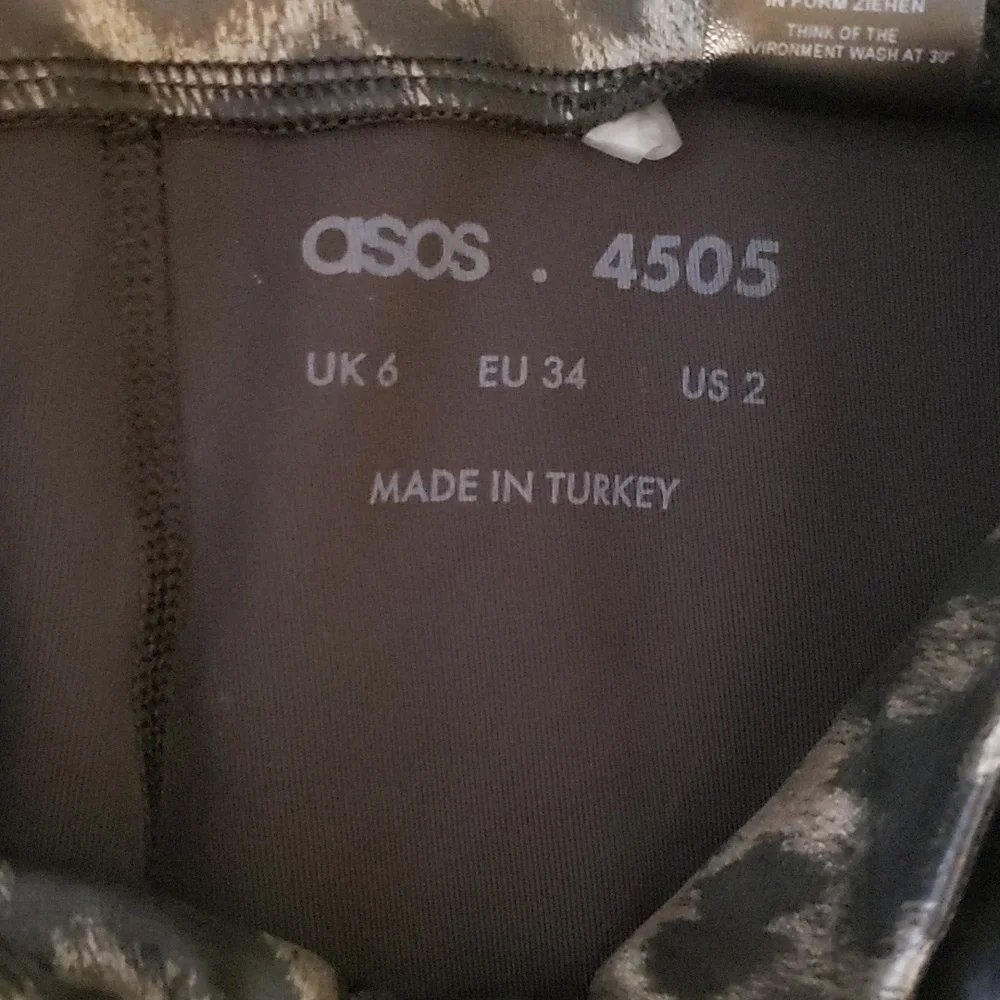 IN FORM ZIEHEN
THINK OF THE
ENVIRONMENT WASH AT 30°
asos . 4505
UK 6 EU 34 US 2
MADE IN TURKEY